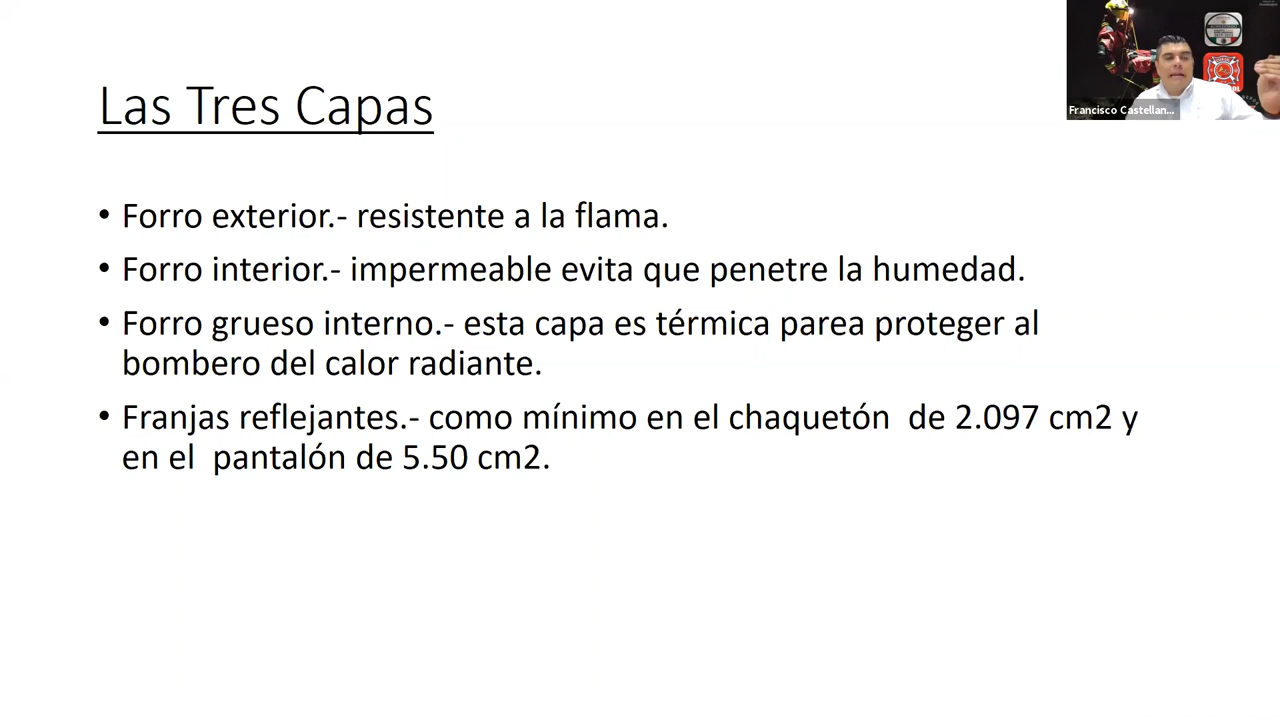 Las Tres Capas
• Forro exterior.- resistente a la flama.
• Forro interior.- impermeable evita que penetre la humedad.
• Forro grueso interno.- esta capa es térmica parea proteger al
bombero del calor radiante.
• Franjas reflejantes.- como mínimo en el chaquetón  de 2.097 cm2 y
en el  pantalón de 5.50 cm2.
Francisco Castellan...